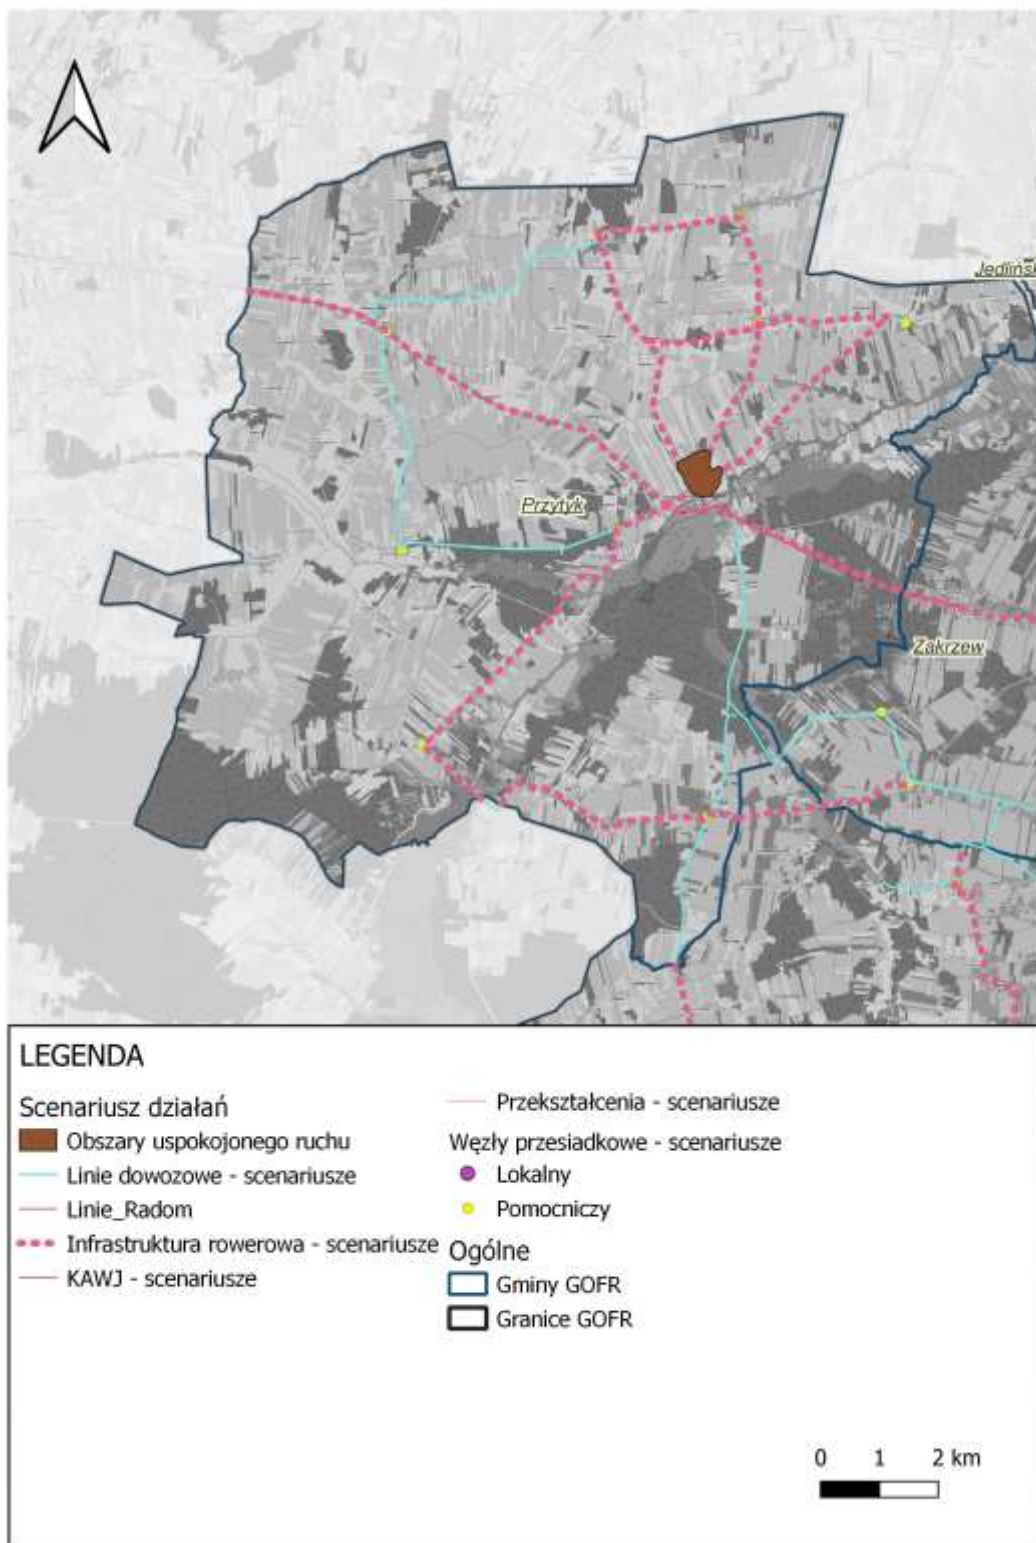 Jedlińsk
Przytyk
Zakrzew
LEGENDA
Scenariusz działań
Obszary uspokojonego ruchu
Linie dowozowe - scenariusze
Linie_Radom
Infrastruktura rowerowa - scenariusze
KAWJ - scenariusze
Przekształcenia - scenariusze
Węzły przesiadkowe - scenariusze
Lokalny
Pomocniczy
Ogólne
Gminy GOFR
Granice GOFR
0 1 2 km